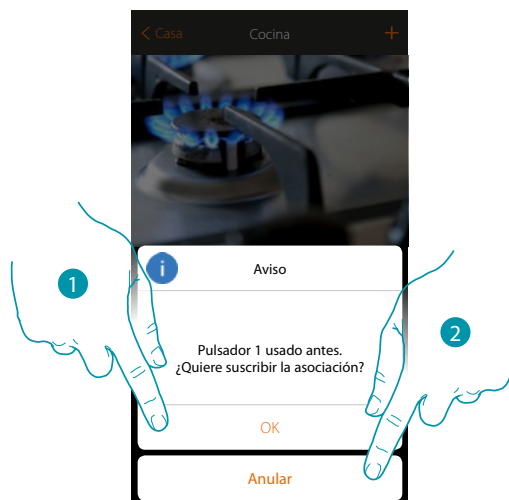 < Casa Cocina +
i Aviso
1
2
Pulsador 1 usado antes.
¿Quiere suscribir la asociación?
OK
Anular